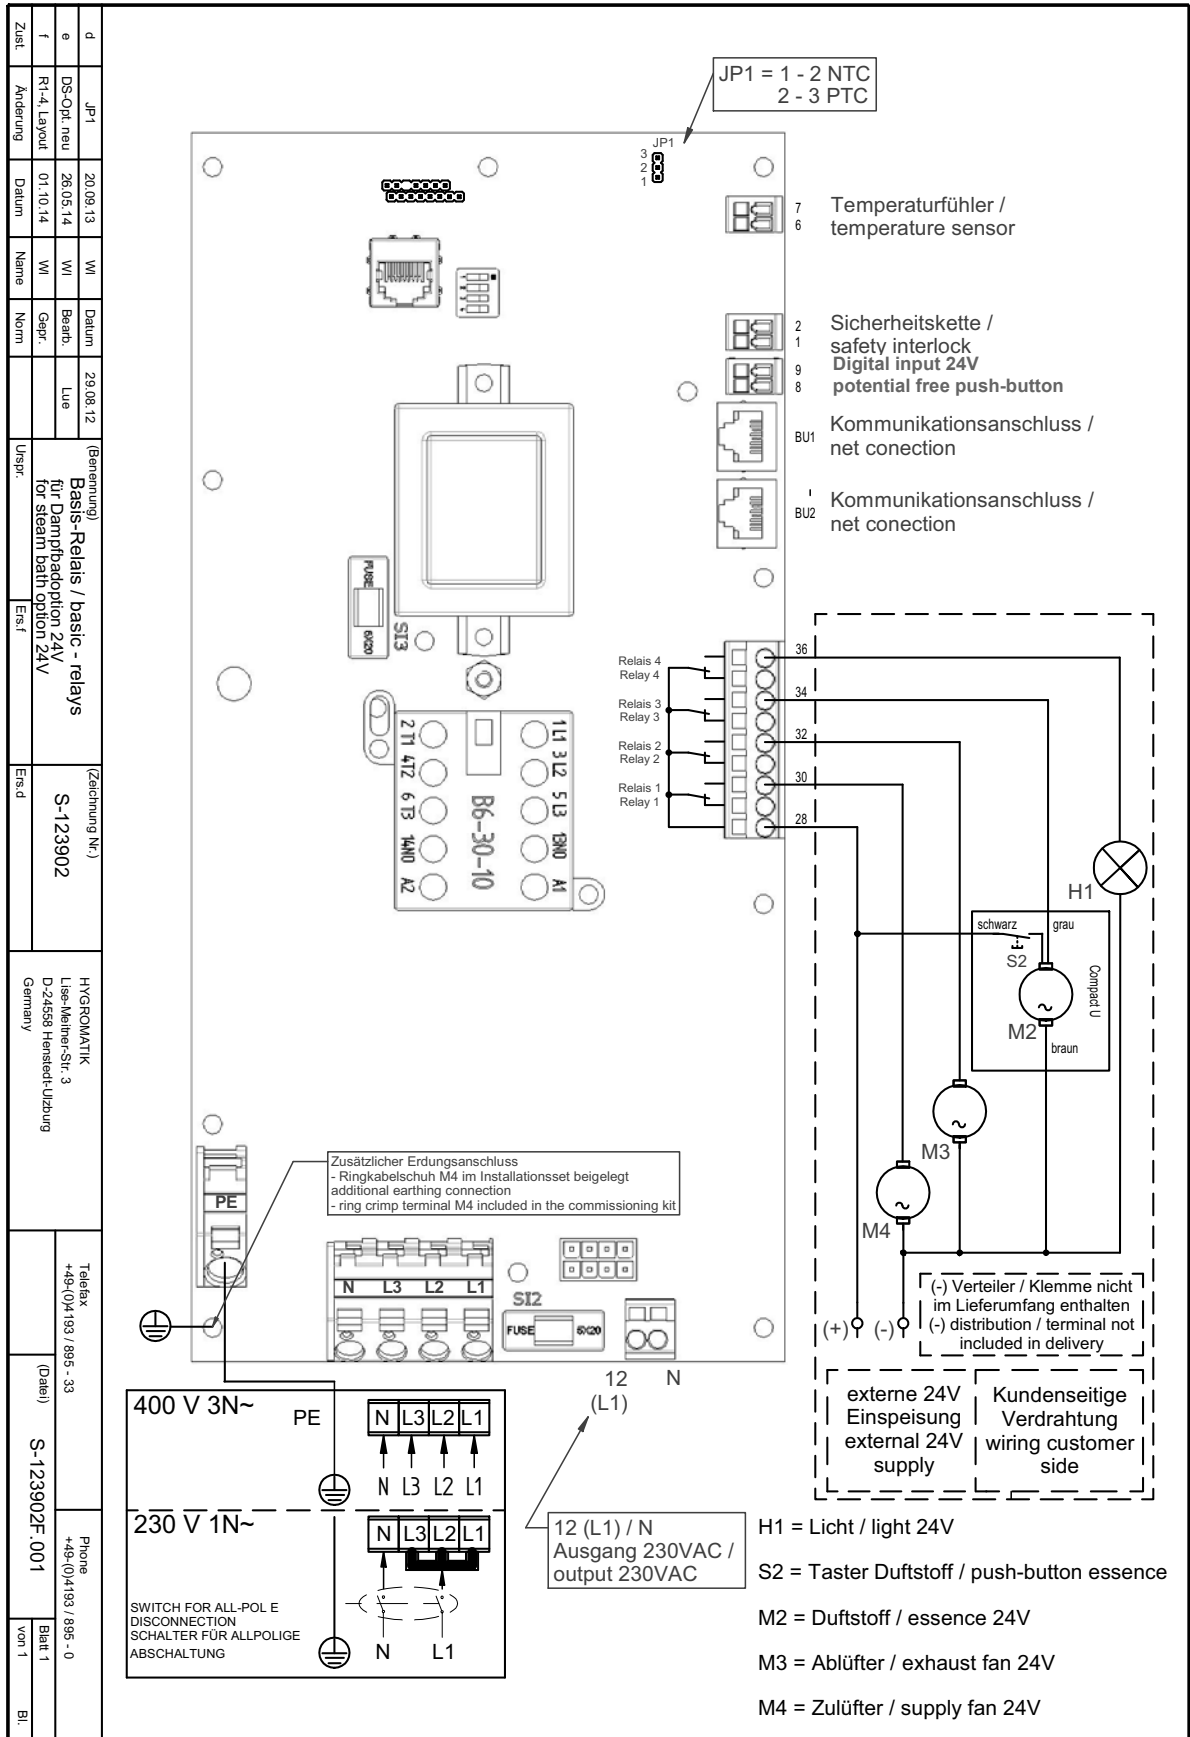 JP1 = 1 - 2 NTC
2 - 3 PTC
JP1
3
2
1
7
6
Temperaturfühler /
temperature sensor
2
1
Sicherheitskette /
safety interlock
9
8
Digital input 24V
potential free push-button
BU1
Kommunikationsanschluss /
net conection
BU2
Kommunikationsanschluss /
net conection
FUSE
5X20
SI3
Relais 4
Relay 4
Relais 3
Relay 3
Relais 2
Relay 2
Relais 1
Relay 1
36
34
32
30
28
2 T1
4T2
6 T3
14NO
A2
B6-30-10
1 L1
3 L2
5 L3
13NO
A1
H1
schwarz
grau
S2
Compact U
M2
braun
M3
M4
Zusätzlicher Erdungsanschluss
- Ringkabelschuh M4 im Installationsset beigelegt
additional earthing connection
- ring crimp terminal M4 included in the commissioning kit
PE
N
L3
L2
L1
SI2
FUSE
5X20
12
(L1)
N
(+)
(-)
(-) Verteiler / Klemme nicht
im Lieferumfang enthalten
(-) distribution / terminal not
included in delivery
externe 24V
Einspeisung
external 24V
supply
Kundenseitige
Verdrahtung
wiring customer
side
400 V 3N~
PE
N L3 L2 L1
N L3 L2 L1
230 V 1N~
N L3 L2 L1
SWITCH FOR ALL-POL E
DISCONNECTION
SCHALTER FÜR ALLPOLIGE
ABSCHALTUNG
N
L1
12 (L1) / N
Ausgang 230VAC /
output 230VAC
H1 = Licht / light 24V
S2 = Taster Duftstoff / push-button essence
M2 = Duftstoff / essence 24V
M3 = Ablüfter / exhaust fan 24V
M4 = Zulüfter / supply fan 24V
d JP1 20.09.13 WI Datum 29.08.12
e DS-Opt. neu 26.05.14 WI Bearb. Lue
f R1-4, Layout 01.10.14 WI Gepr.
Zust. Änderung Datum Name Norm
(Benennung)
Basis-Relais / basic - relays
für Dampfbadoption 24V
for steam bath option 24V
Urspr.
Ers.f
(Zeichnung Nr.)
S-123902
Ers.d
HYGROMATIK
Lise-Meitner-Str. 3
D-24558 Henstedt-Ulzburg
Germany
Telefax
+49-(0)4193 / 895 - 33
Phone
+49-(0)4193 / 895 - 0
(Datei)
S-123902F.001
Blatt 1
von 1
Bl.